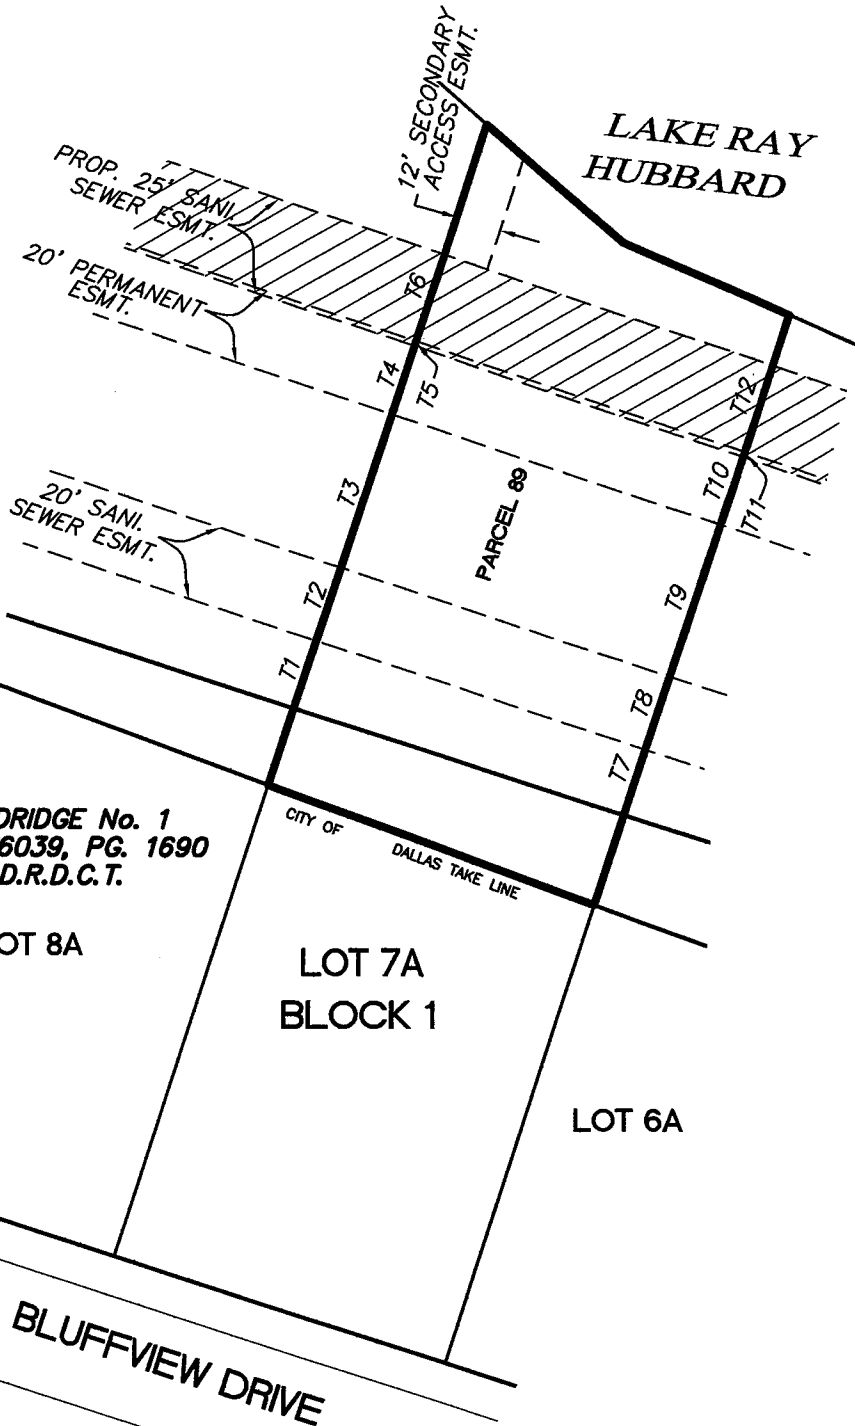 12' SECONDARY
ACCESS ESMT.
LAKE RAY
HUBBARD
PROP. 25' SANI.
SEWER ESMT.
20' PERMANENT
ESMT.
T6
T4
T5
T12
T10
T11
T3
PARCEL 89
20' SANI.
SEWER ESMT.
T2
T9
T1
T8
T7
CITY OF
DALLAS TAKE LINE
DRIDGE No. 1
6039, PG. 1690
D.R.D.C.T.
OT 8A
LOT 7A
BLOCK 1
LOT 6A
BLUFFVIEW DRIVE